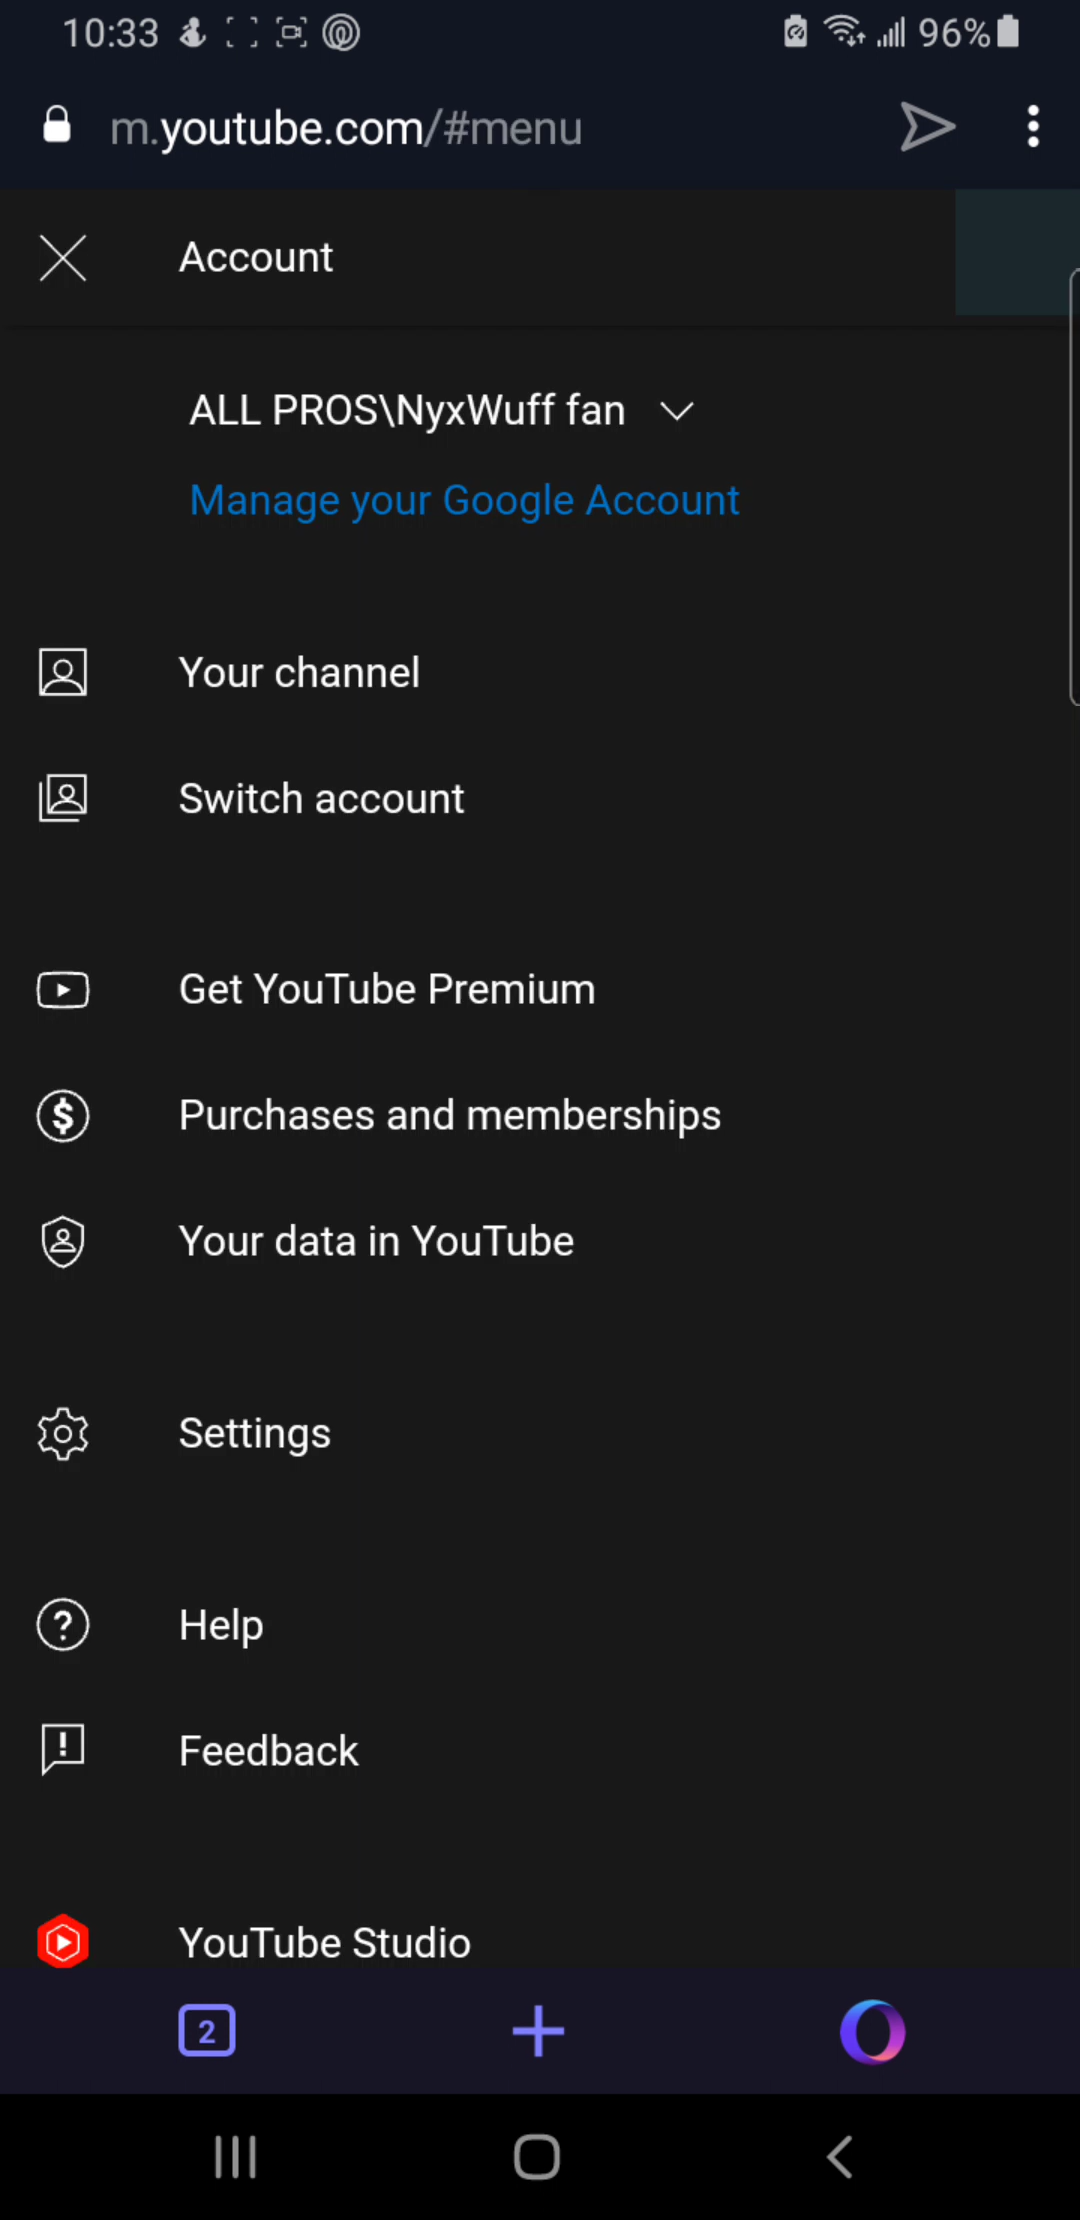 10:33 96%
m.youtube.com/#menu
Account
ALL PROS\NyxWuff fan
Manage your Google Account
Your channel
Switch account
Get YouTube Premium
Purchases and memberships
Your data in YouTube
Settings
Help
Feedback
YouTube Studio
2